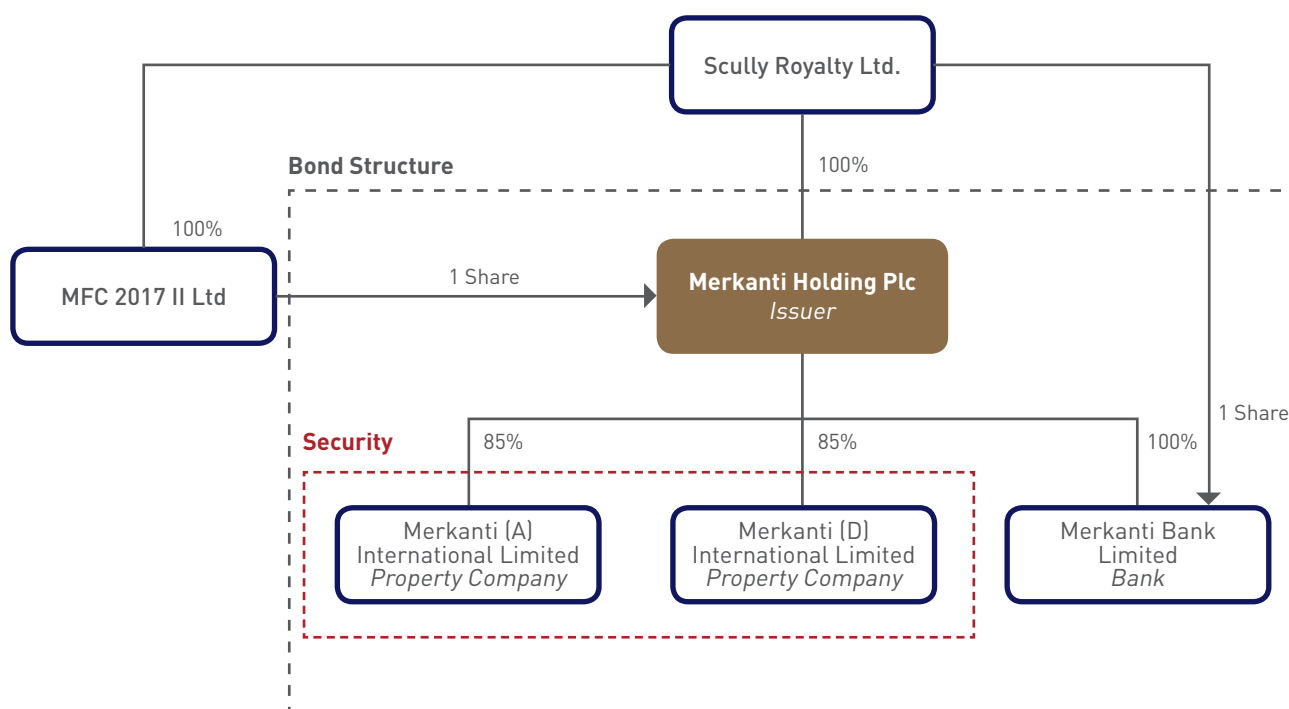 Scully Royalty Ltd.
Bond Structure
100%
100%
MFC 2017 II Ltd
1 Share
Merkanti Holding Plc
Issuer
1 Share
Security
85%
85%
100%
Merkanti (A)
International Limited
Property Company
Merkanti (D)
International Limited
Property Company
Merkanti Bank
Limited
Bank